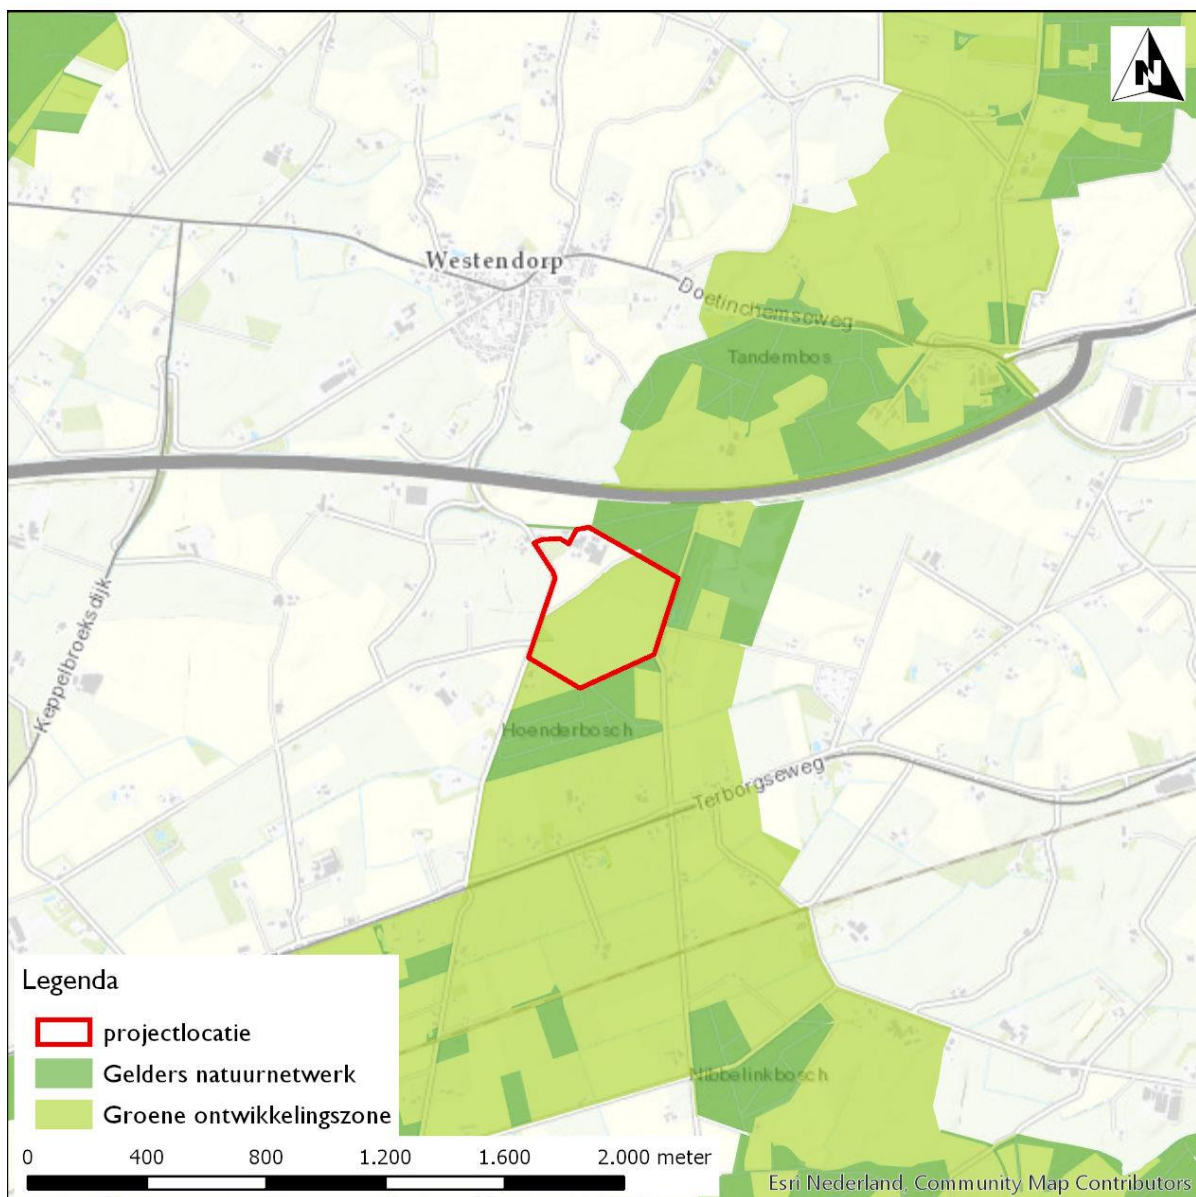 N
Westendorp
Doetinchemseweg
Tandembos
Keppelbroeksdijk
Hoenderbosch
Terborgseweg
Nibbelinkbosch
Legenda
projectlocatie
Gelders natuurnetwerk
Groene ontwikkelingszone
0 400 800 1.200 1.600 2.000 meter
Esri Nederland, Community Map Contributors